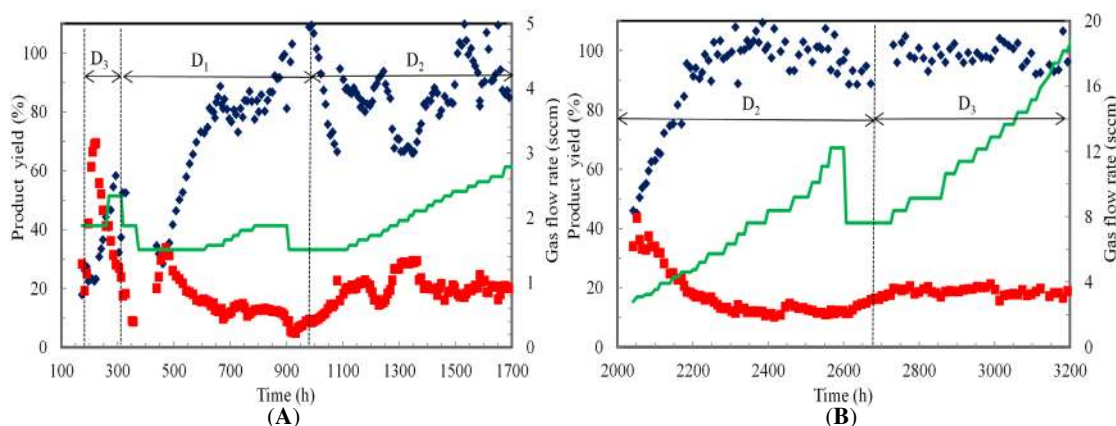 100
80
60
40
20
0
Product yield (%)
D3
D1
D2
5
4
3
2
1
0
Gas flow rate (sccm)
100 300 500 700 900 1100 1300 1500 1700
Time (h)
(A)
100
80
60
40
20
0
Product yield (%)
D2
D3
20
16
12
8
4
0
Gas flow rate (sccm)
2000 2200 2400 2600 2800 3000 3200
Time (h)
(B)